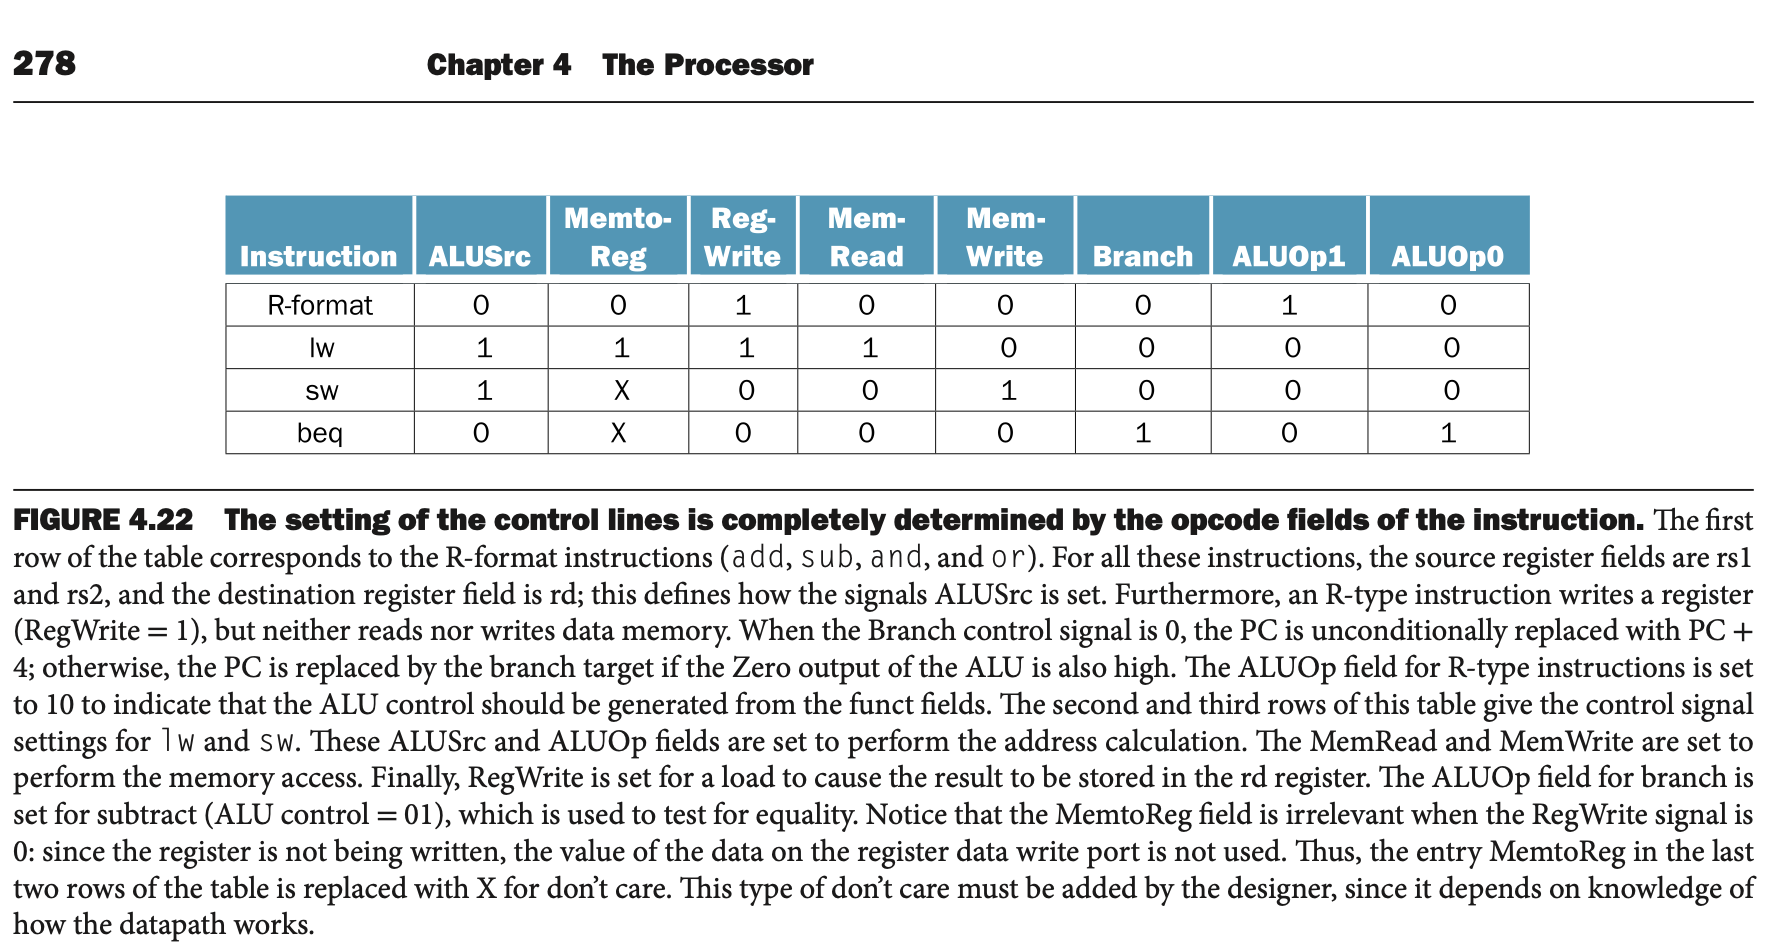 278 Chapter 4 The Processor
Instruction ALUSrc Memto-Reg Reg-Write Mem-Read Mem-Write Branch ALUOp1 ALUOp0
R-format 0 0 1 0 0 0 1 0
lw 1 1 1 1 0 0 0 0
sw 1 X 0 0 1 0 0 0
beq 0 X 0 0 0 1 0 1
FIGURE 4.22 The setting of the control lines is completely determined by the opcode fields of the instruction. The first
row of the table corresponds to the R-format instructions (add, sub, and, and or). For all these instructions, the source register fields are rs1
and rs2, and the destination register field is rd; this defines how the signals ALUSrc is set. Furthermore, an R-type instruction writes a register
(RegWrite = 1), but neither reads nor writes data memory. When the Branch control signal is 0, the PC is unconditionally replaced with PC +
4; otherwise, the PC is replaced by the branch target if the Zero output of the ALU is also high. The ALUOp field for R-type instructions is set
to 10 to indicate that the ALU control should be generated from the funct fields. The second and third rows of this table give the control signal
settings for lw and sw. These ALUSrc and ALUOp fields are set to perform the address calculation. The MemRead and MemWrite are set to
perform the memory access. Finally, RegWrite is set for a load to cause the result to be stored in the rd register. The ALUOp field for branch is
set for subtract (ALU control = 01), which is used to test for equality. Notice that the MemtoReg field is irrelevant when the RegWrite signal is
0: since the register is not being written, the value of the data on the register data write port is not used. Thus, the entry MemtoReg in the last
two rows of the table is replaced with X for don’t care. This type of don’t care must be added by the designer, since it depends on knowledge of
how the datapath works.